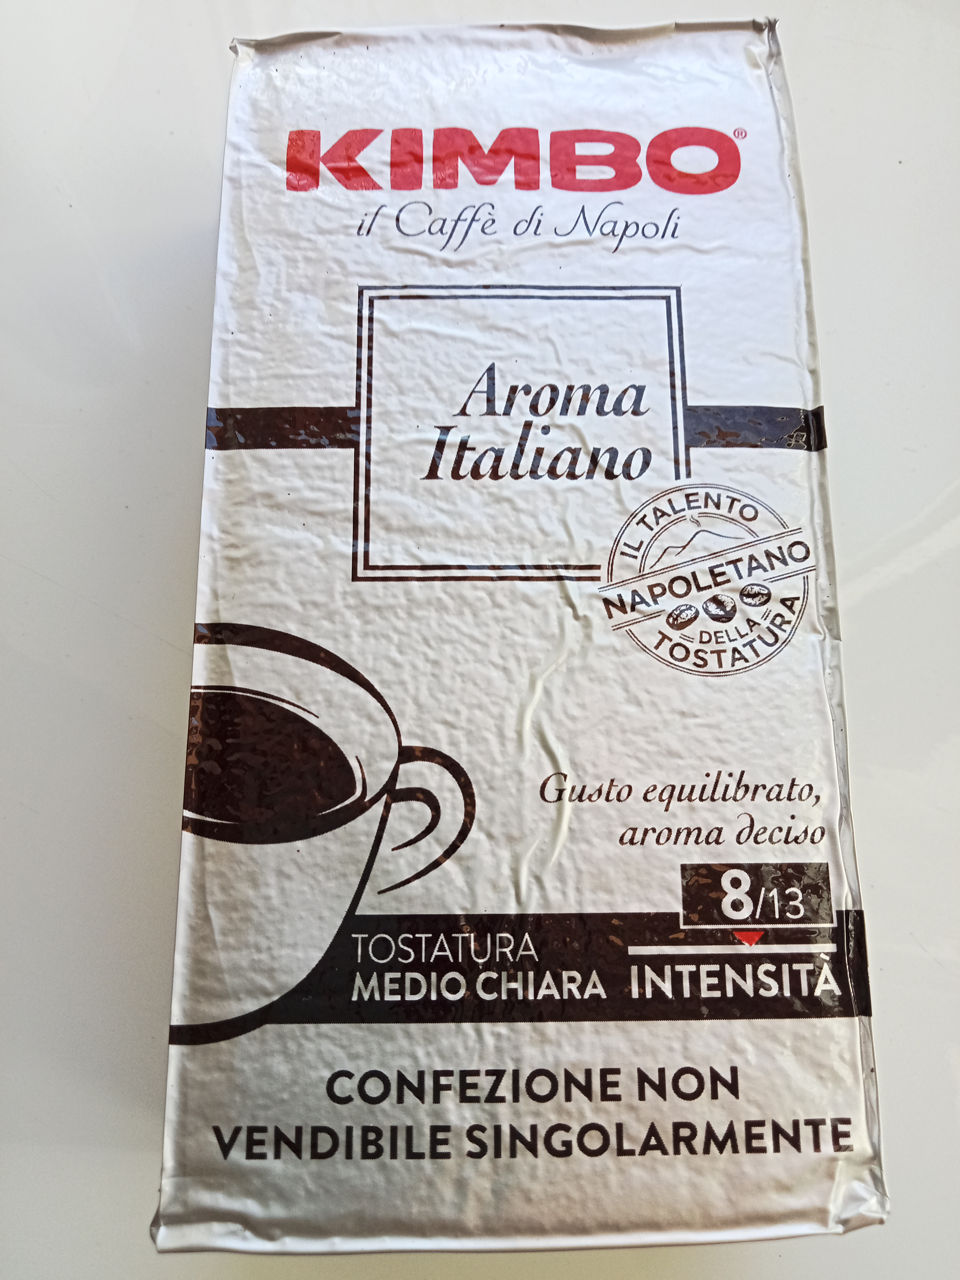 KIMBO®
il Caffè di Napoli
Aroma
Italiano
IL TALENTO
NAPOLETANO
DELLA
TOSTATURA
Gusto equilibrato,
aroma deciso
8/13
TOSTATURA
MEDIO CHIARA
INTENSITÀ
CONFEZIONE NON
VENDIBILE SINGOLARMENTE